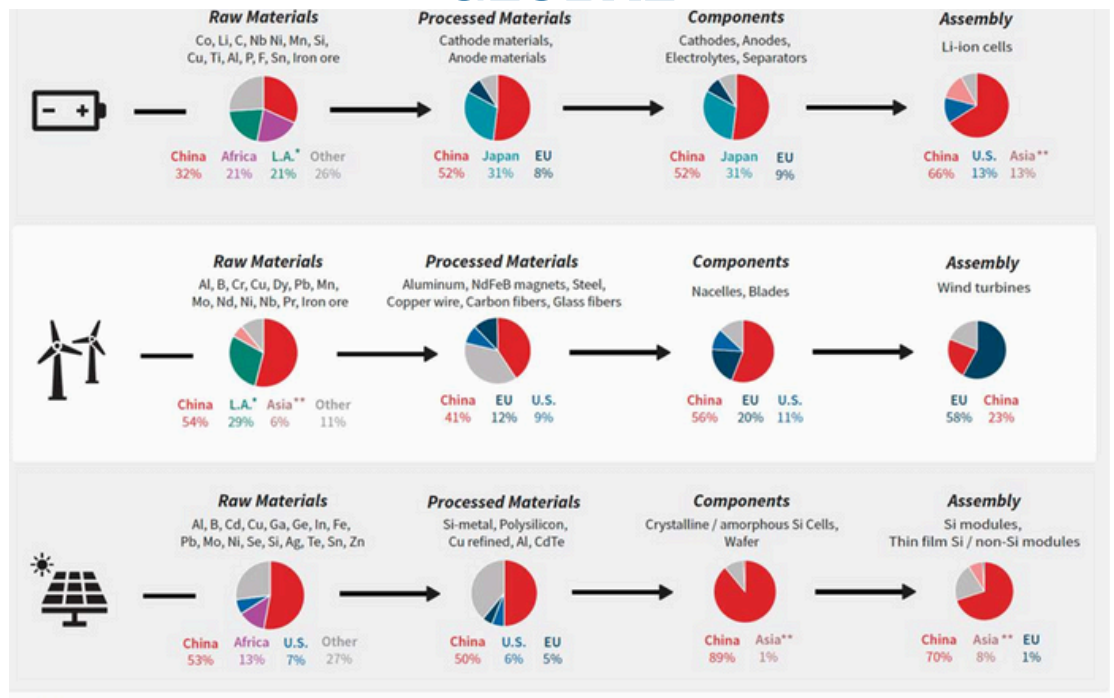 Raw Materials
Co, Li, C, Nb Ni, Mn, Si,
Cu, Ti, Al, P, F, Sn, Iron ore
China Africa L.A.* Other
32% 21% 21% 26%
Processed Materials
Cathode materials,
Anode materials
China Japan EU
52% 31% 8%
Components
Cathodes, Anodes,
Electrolytes, Separators
China Japan EU
52% 31% 9%
Assembly
Li-ion cells
China U.S. Asia**
66% 13% 13%
Raw Materials
Al, B, Cr, Cu, Dy, Pb, Mn,
Mo, Nd, Ni, Nb, Pr, Iron ore
China L.A.* Asia** Other
54% 29% 6% 11%
Processed Materials
Aluminum, NdFeB magnets, Steel,
Copper wire, Carbon fibers, Glass fibers
China EU U.S.
41% 12% 9%
Components
Nacelles, Blades
China EU U.S.
56% 20% 11%
Assembly
Wind turbines
EU China
58% 23%
Raw Materials
Al, B, Cd, Cu, Ga, Ge, In, Fe,
Pb, Mo, Ni, Se, Si, Ag, Te, Sn, Zn
China Africa U.S. Other
53% 13% 7% 27%
Processed Materials
Si-metal, Polysilicon,
Cu refined, Al, CdTe
China U.S. EU
50% 6% 5%
Components
Crystalline / amorphous Si Cells,
Wafer
China Asia**
89% 1%
Assembly
Si modules,
Thin film Si / non-Si modules
China Asia ** EU
70% 8% 1%